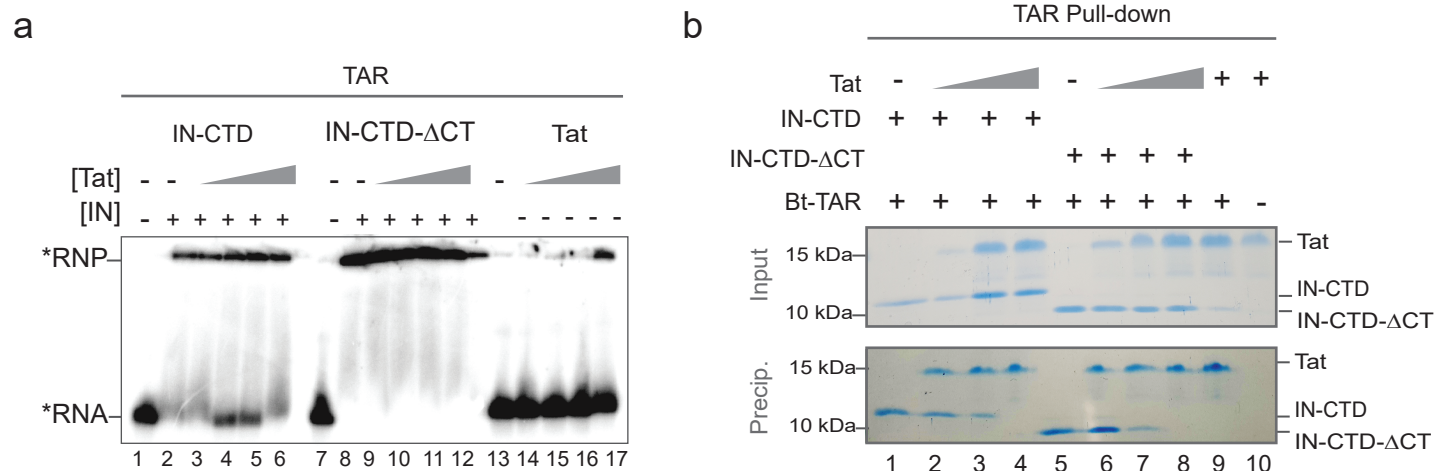 a
TAR
IN-CTD IN-CTD-ΔCT Tat
[Tat] - - - - -
[IN] - + + + + + - + + + + + - - - - -
*RNP
*RNA
1 2 3 4 5 6 7 8 9 10 11 12 13 14 15 16 17
b
TAR Pull-down
Tat - - + +
IN-CTD + + + +
IN-CTD-ΔCT + + + +
Bt-TAR + + + + + + + + + -
Input
15 kDa
10 kDa
Tat
IN-CTD
IN-CTD-ΔCT
Precip.
15 kDa
10 kDa
Tat
IN-CTD
IN-CTD-ΔCT
1 2 3 4 5 6 7 8 9 10